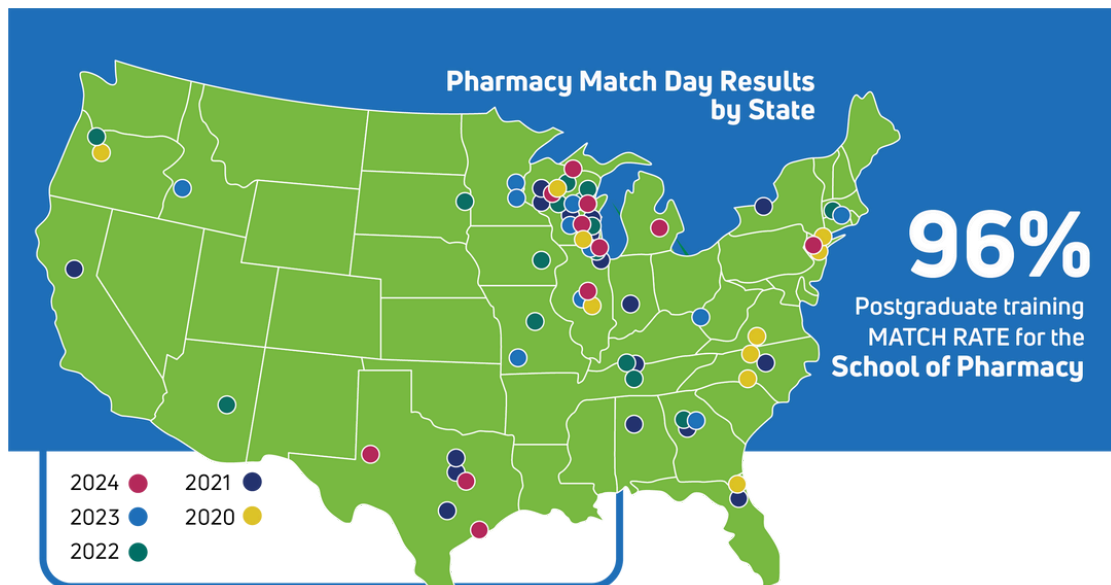 Pharmacy Match Day Results
by State
96%
Postgraduate training
MATCH RATE for the
School of Pharmacy
2024
2023
2022
2021
2020